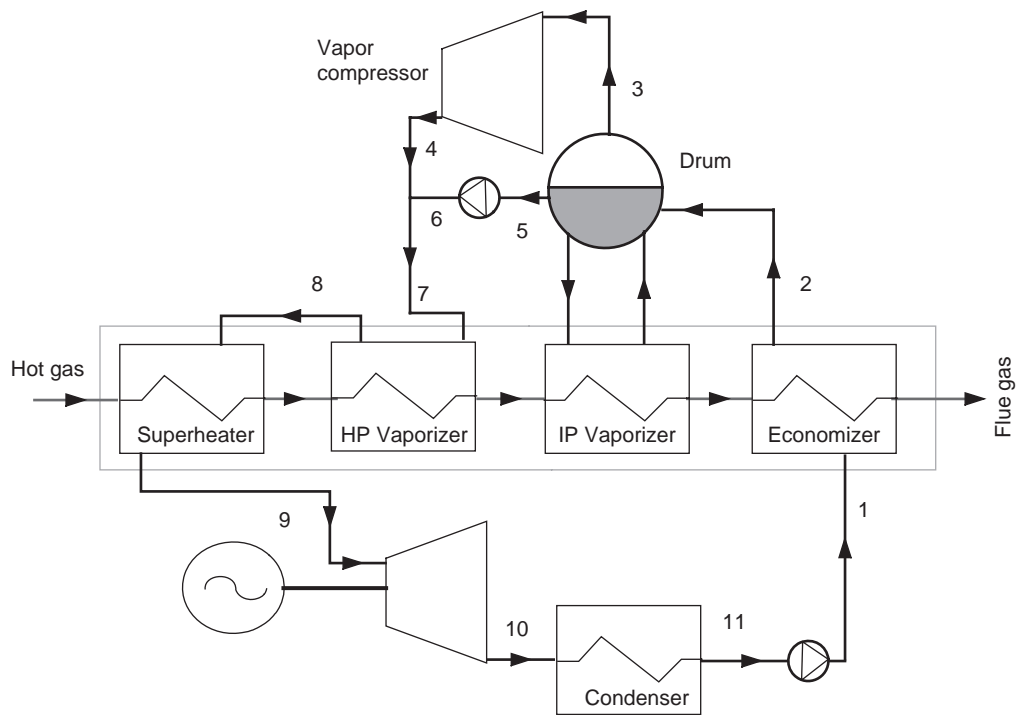 Vapor
compressor
3
4
Drum
6
5
2
8
7
Hot gas
Superheater
HP Vaporizer
IP Vaporizer
Economizer
Flue gas
9
1
10
11
Condenser